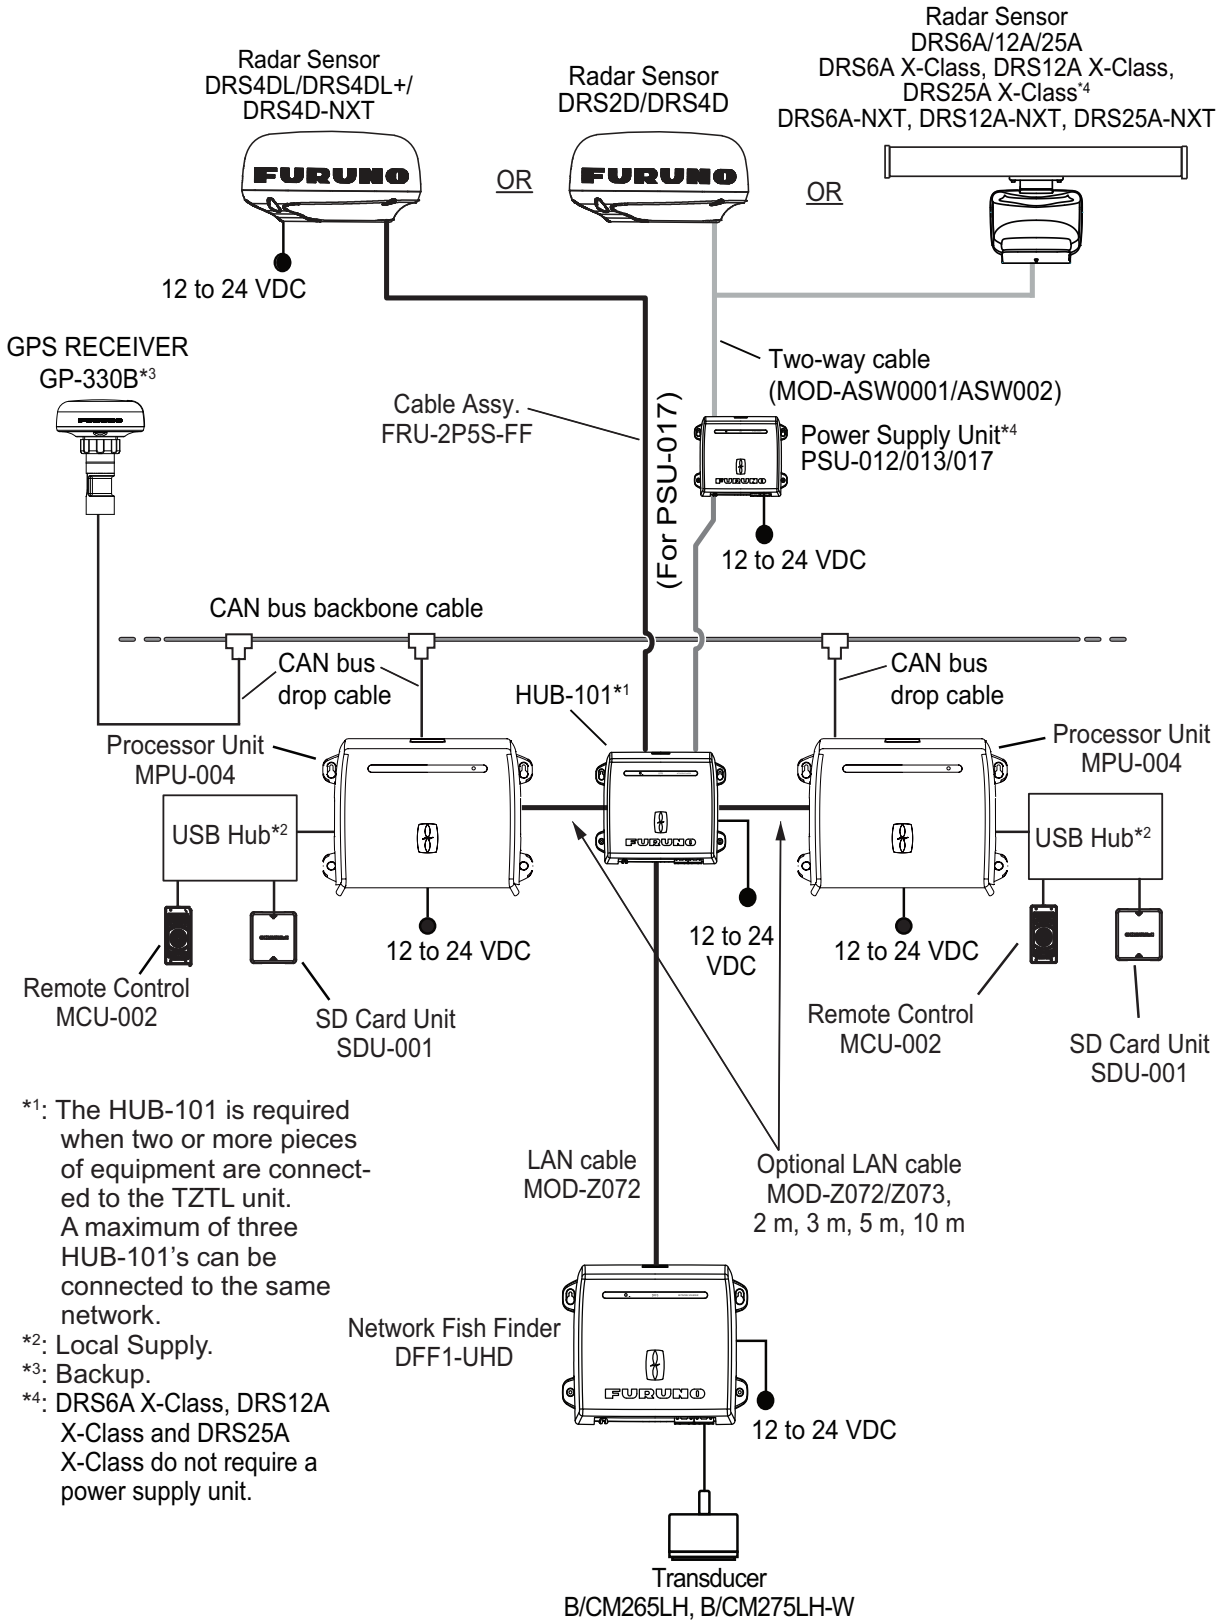 Radar Sensor
DRS4DL/DRS4DL+/
DRS4D-NXT
Radar Sensor
DRS2D/DRS4D
Radar Sensor
DRS6A/12A/25A
DRS6A X-Class, DRS12A X-Class,
DRS25A X-Class*4
DRS6A-NXT, DRS12A-NXT, DRS25A-NXT
FURUNO
OR
FURUNO
OR
12 to 24 VDC
GPS RECEIVER
GP-330B*3
FURUNO
Cable Assy.
FRU-2P5S-FF
(For PSU-017)
Two-way cable
(MOD-ASW0001/ASW002)
Power Supply Unit*4
PSU-012/013/017
FURUNO
12 to 24 VDC
CAN bus backbone cable
CAN bus
drop cable
HUB-101*1
CAN bus
drop cable
Processor Unit
MPU-004
Processor Unit
MPU-004
USB Hub*2
FURUNO
USB Hub*2
12 to 24 VDC
12 to 24
VDC
12 to 24 VDC
Remote Control
MCU-002
SD Card Unit
SDU-001
Remote Control
MCU-002
SD Card Unit
SDU-001
*1: The HUB-101 is required
when two or more pieces
of equipment are connect-
ed to the TZTL unit.
A maximum of three
HUB-101's can be
connected to the same
network.
*2: Local Supply.
*3: Backup.
*4: DRS6A X-Class, DRS12A
X-Class and DRS25A
X-Class do not require a
power supply unit.
LAN cable
MOD-Z072
Optional LAN cable
MOD-Z072/Z073,
2 m, 3 m, 5 m, 10 m
Network Fish Finder
DFF1-UHD
FURUNO
12 to 24 VDC
Transducer
B/CM265LH, B/CM275LH-W